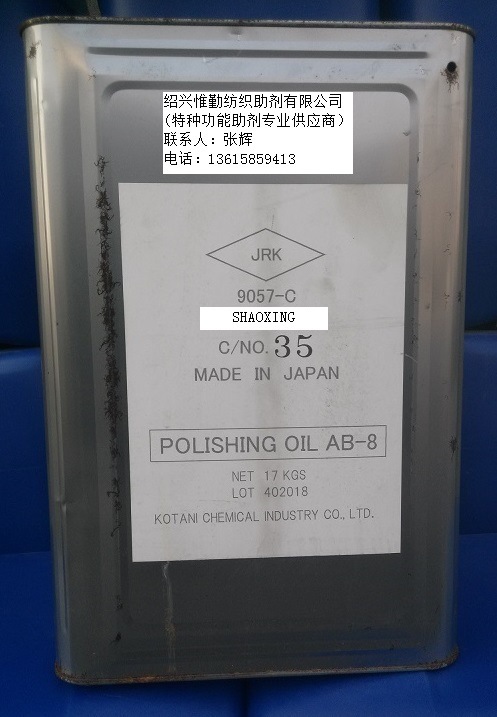 绍兴惟勤纺织助剂有限公司
(特种功能助剂专业供应商)
联系人：张辉
电话：13615859413
JRK
9057-C
SHAOXING
C/NO. 35
MADE IN JAPAN
POLISHING OIL AB-8
NET 17 KGS
LOT 402018
KOTANI CHEMICAL INDUSTRY CO., LTD.